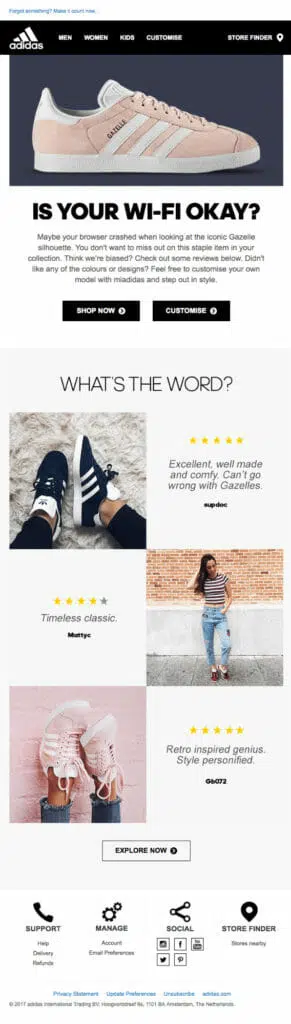 Forgot something? Make it count now.
adidas
MEN WOMEN KIDS CUSTOMISE STORE FINDER
GAZELLE
IS YOUR WI-FI OKAY?
Maybe your browser crashed when looking at the iconic Gazelle
silhouette. You don't want to miss out on this staple item in your
collection. Think we're biased? Check out some reviews below. Didn't
like any of the colours or designs? Feel free to customise your own
model with miadidas and step out in style.
SHOP NOW CUSTOMISE
WHAT'S THE WORD?
Excellent, well made
and comfy. Can't go
wrong with Gazelles.
supdoc
Timeless classic.
Mattyc
Retro inspired genius.
Style personified.
Gb072
EXPLORE NOW
SUPPORT MANAGE SOCIAL STORE FINDER
Help Account Stores nearby
Delivery Email Preferences
Refunds
Privacy Statement Update Preferences Unsubscribe adidas.com
© 2017 adidas International Trading BV, Hoogoorddreef 9a, 1101 BA Amsterdam, The Netherlands.